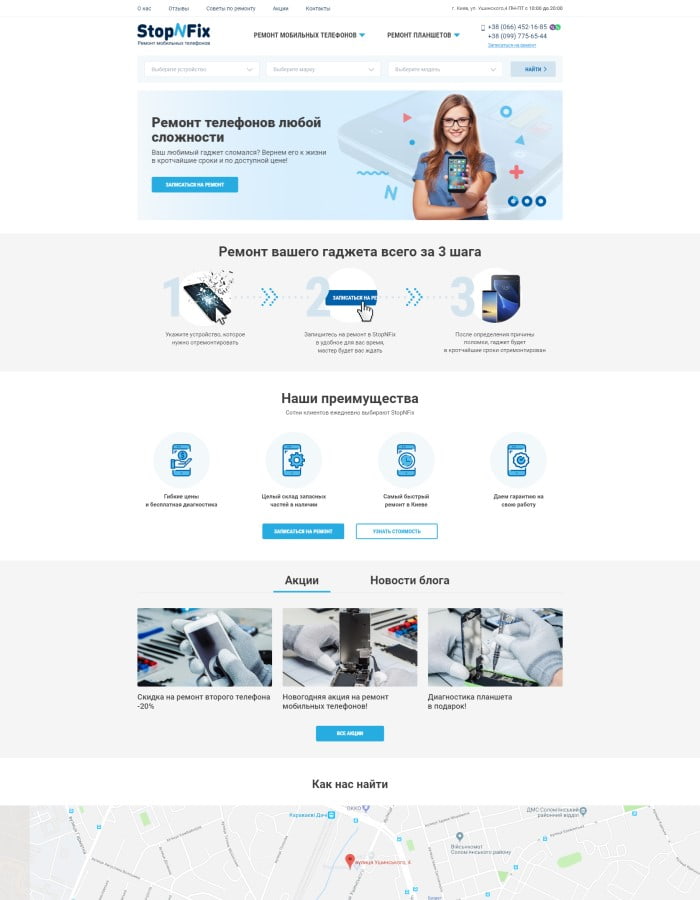 О нас Отзывы Советы по ремонту Акции Контакты г. Киев, ул. Ушинского,4 ПН-ПТ с 10:00 до 20:00
StopNFix
Ремонт мобильных телефонов
РЕМОНТ МОБИЛЬНЫХ ТЕЛЕФОНОВ РЕМОНТ ПЛАНШЕТОВ
+38 (066) 452-16-85
+38 (099) 775-65-44
Записаться на ремонт
Выберите устройство Выберите марку Выберите модель НАЙТИ
Ремонт телефонов любой
сложности
Ваш любимый гаджет сломался? Вернем его к жизни
в кротчайшие сроки и по доступной цене!
ЗАПИСАТЬСЯ НА РЕМОНТ
N
Ремонт вашего гаджета всего за 3 шага
1 2 3
ЗАПИСАТЬСЯ НА РЕ
Укажите устройство, которое
нужно отремонтировать
Запишитесь на ремонт в StopNFix
в удобное для вас время,
мастер будет вас ждать
После определения причины
поломки, гаджет будет
в кротчайшие сроки отремонтирован
Наши преимущества
Сотни клиентов ежедневно выбирают StopNFix
Гибкие цены
и бесплатная диагностика
Целый склад запасных
частей в наличии
Самый быстрый
ремонт в Киеве
Даем гарантию на
свою работу
ЗАПИСАТЬСЯ НА РЕМОНТ УЗНАТЬ СТОИМОСТЬ
Акции Новости блога
Скидка на ремонт второго телефона
-20%
Новогодняя акция на ремонт
мобильных телефонов!
Диагностика планшета
в подарок!
ВСЕ АКЦИИ
Как нас найти
Караваєві Дачі
ДМС Солом'янський
районний відділ
Військкомат
Солом'янського району
вулиця Ушинського, 4